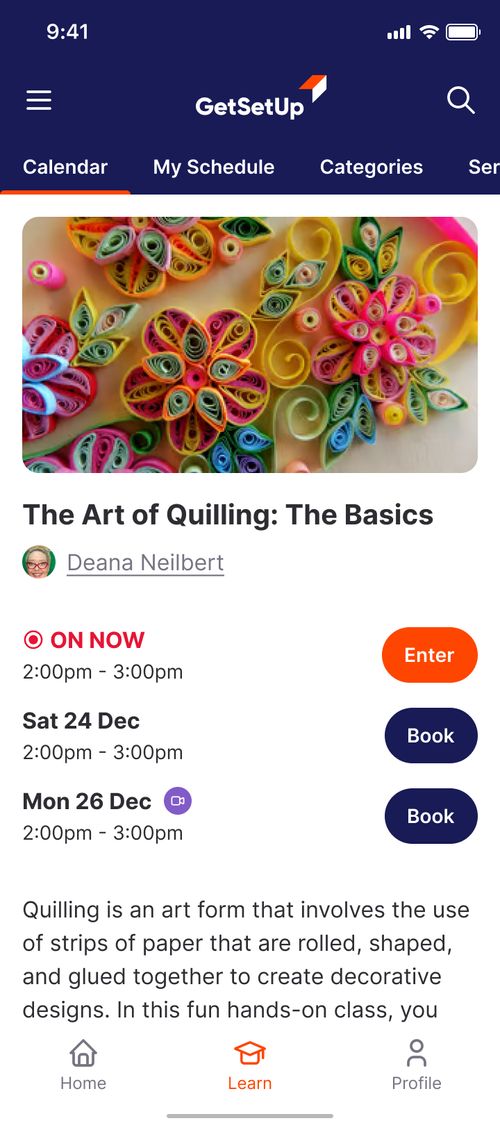 9:41
GetSetUp
Calendar My Schedule Categories Ser
The Art of Quilling: The Basics
Deana Neilbert
ON NOW
2:00pm - 3:00pm
Enter
Sat 24 Dec
2:00pm - 3:00pm
Book
Mon 26 Dec
2:00pm - 3:00pm
Book
Quilling is an art form that involves the use
of strips of paper that are rolled, shaped,
and glued together to create decorative
designs. In this fun hands-on class, you
Home Learn Profile